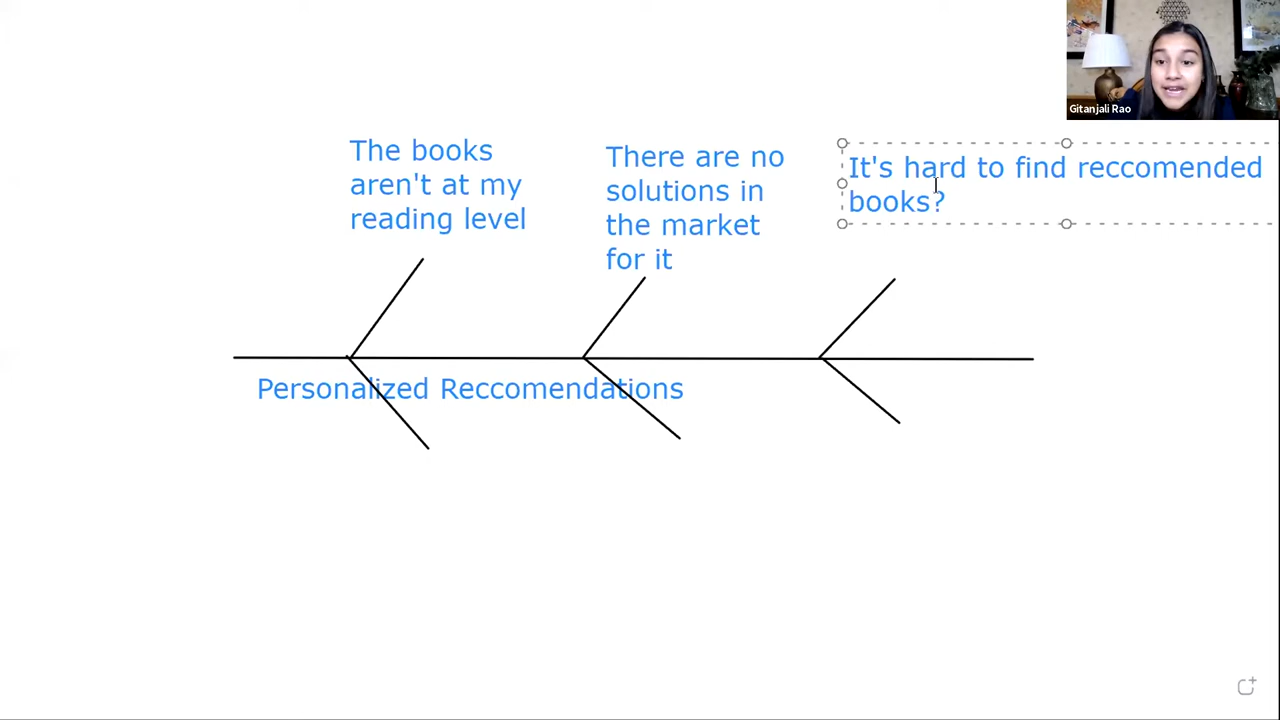 Gitanjali Rao
The books
aren't at my
reading level
There are no
solutions in
the market
for it
It's hard to find reccomended
books?
Personalized Reccomendations